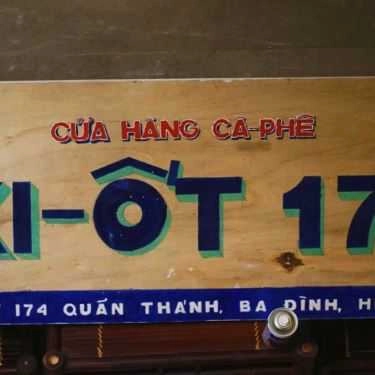 CỬA HÀNG CÀ-PHÊ
KI-ỐT 17
174 QUÁN THÁNH, BA ĐÌNH, H